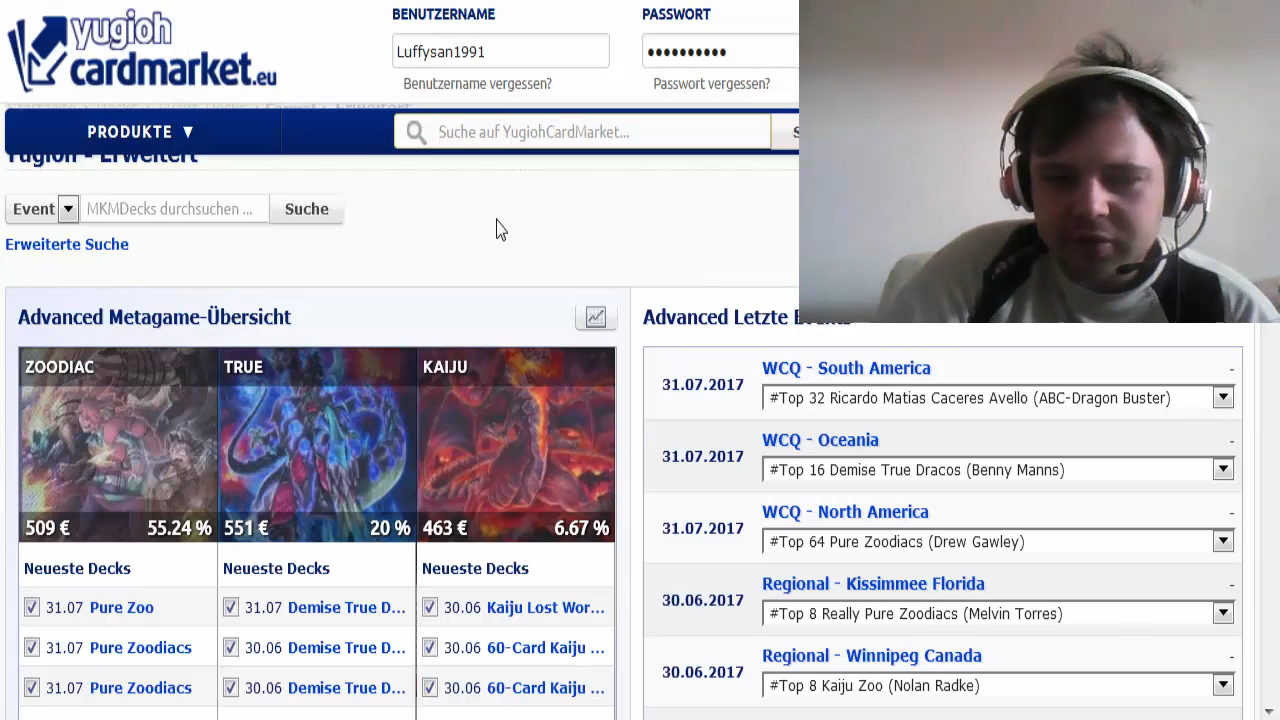 yugioh
cardmarket.eu
BENUTZERNAME
PASSWORT
Luffysan1991
••••••••••
Benutzername vergessen?
Passwort vergessen?
PRODUKTE ▼
Suche auf YugiohCardMarket...
S
Yugioh - Erweitert
Event
MKMDecks durchsuchen ...
Suche
Erweiterte Suche
Advanced Metagame-Übersicht
ZOODIAC
509 €
55.24 %
TRUE
551 €
20 %
KAIJU
463 €
6.67 %
Neueste Decks
Neueste Decks
Neueste Decks
31.07 Pure Zoo
31.07 Demise True D...
30.06 Kaiju Lost Wor...
31.07 Pure Zoodiacs
30.06 Demise True D...
30.06 60-Card Kaiju ...
31.07 Pure Zoodiacs
30.06 Demise True D...
30.06 60-Card Kaiju ...
Advanced Letzte
31.07.2017
WCQ - South America
-
#Top 32 Ricardo Matias Caceres Avello (ABC-Dragon Buster)
31.07.2017
WCQ - Oceania
-
#Top 16 Demise True Dracos (Benny Manns)
31.07.2017
WCQ - North America
-
#Top 64 Pure Zoodiacs (Drew Gawley)
30.06.2017
Regional - Kissimmee Florida
-
#Top 8 Really Pure Zoodiacs (Melvin Torres)
30.06.2017
Regional - Winnipeg Canada
-
#Top 8 Kaiju Zoo (Nolan Radke)